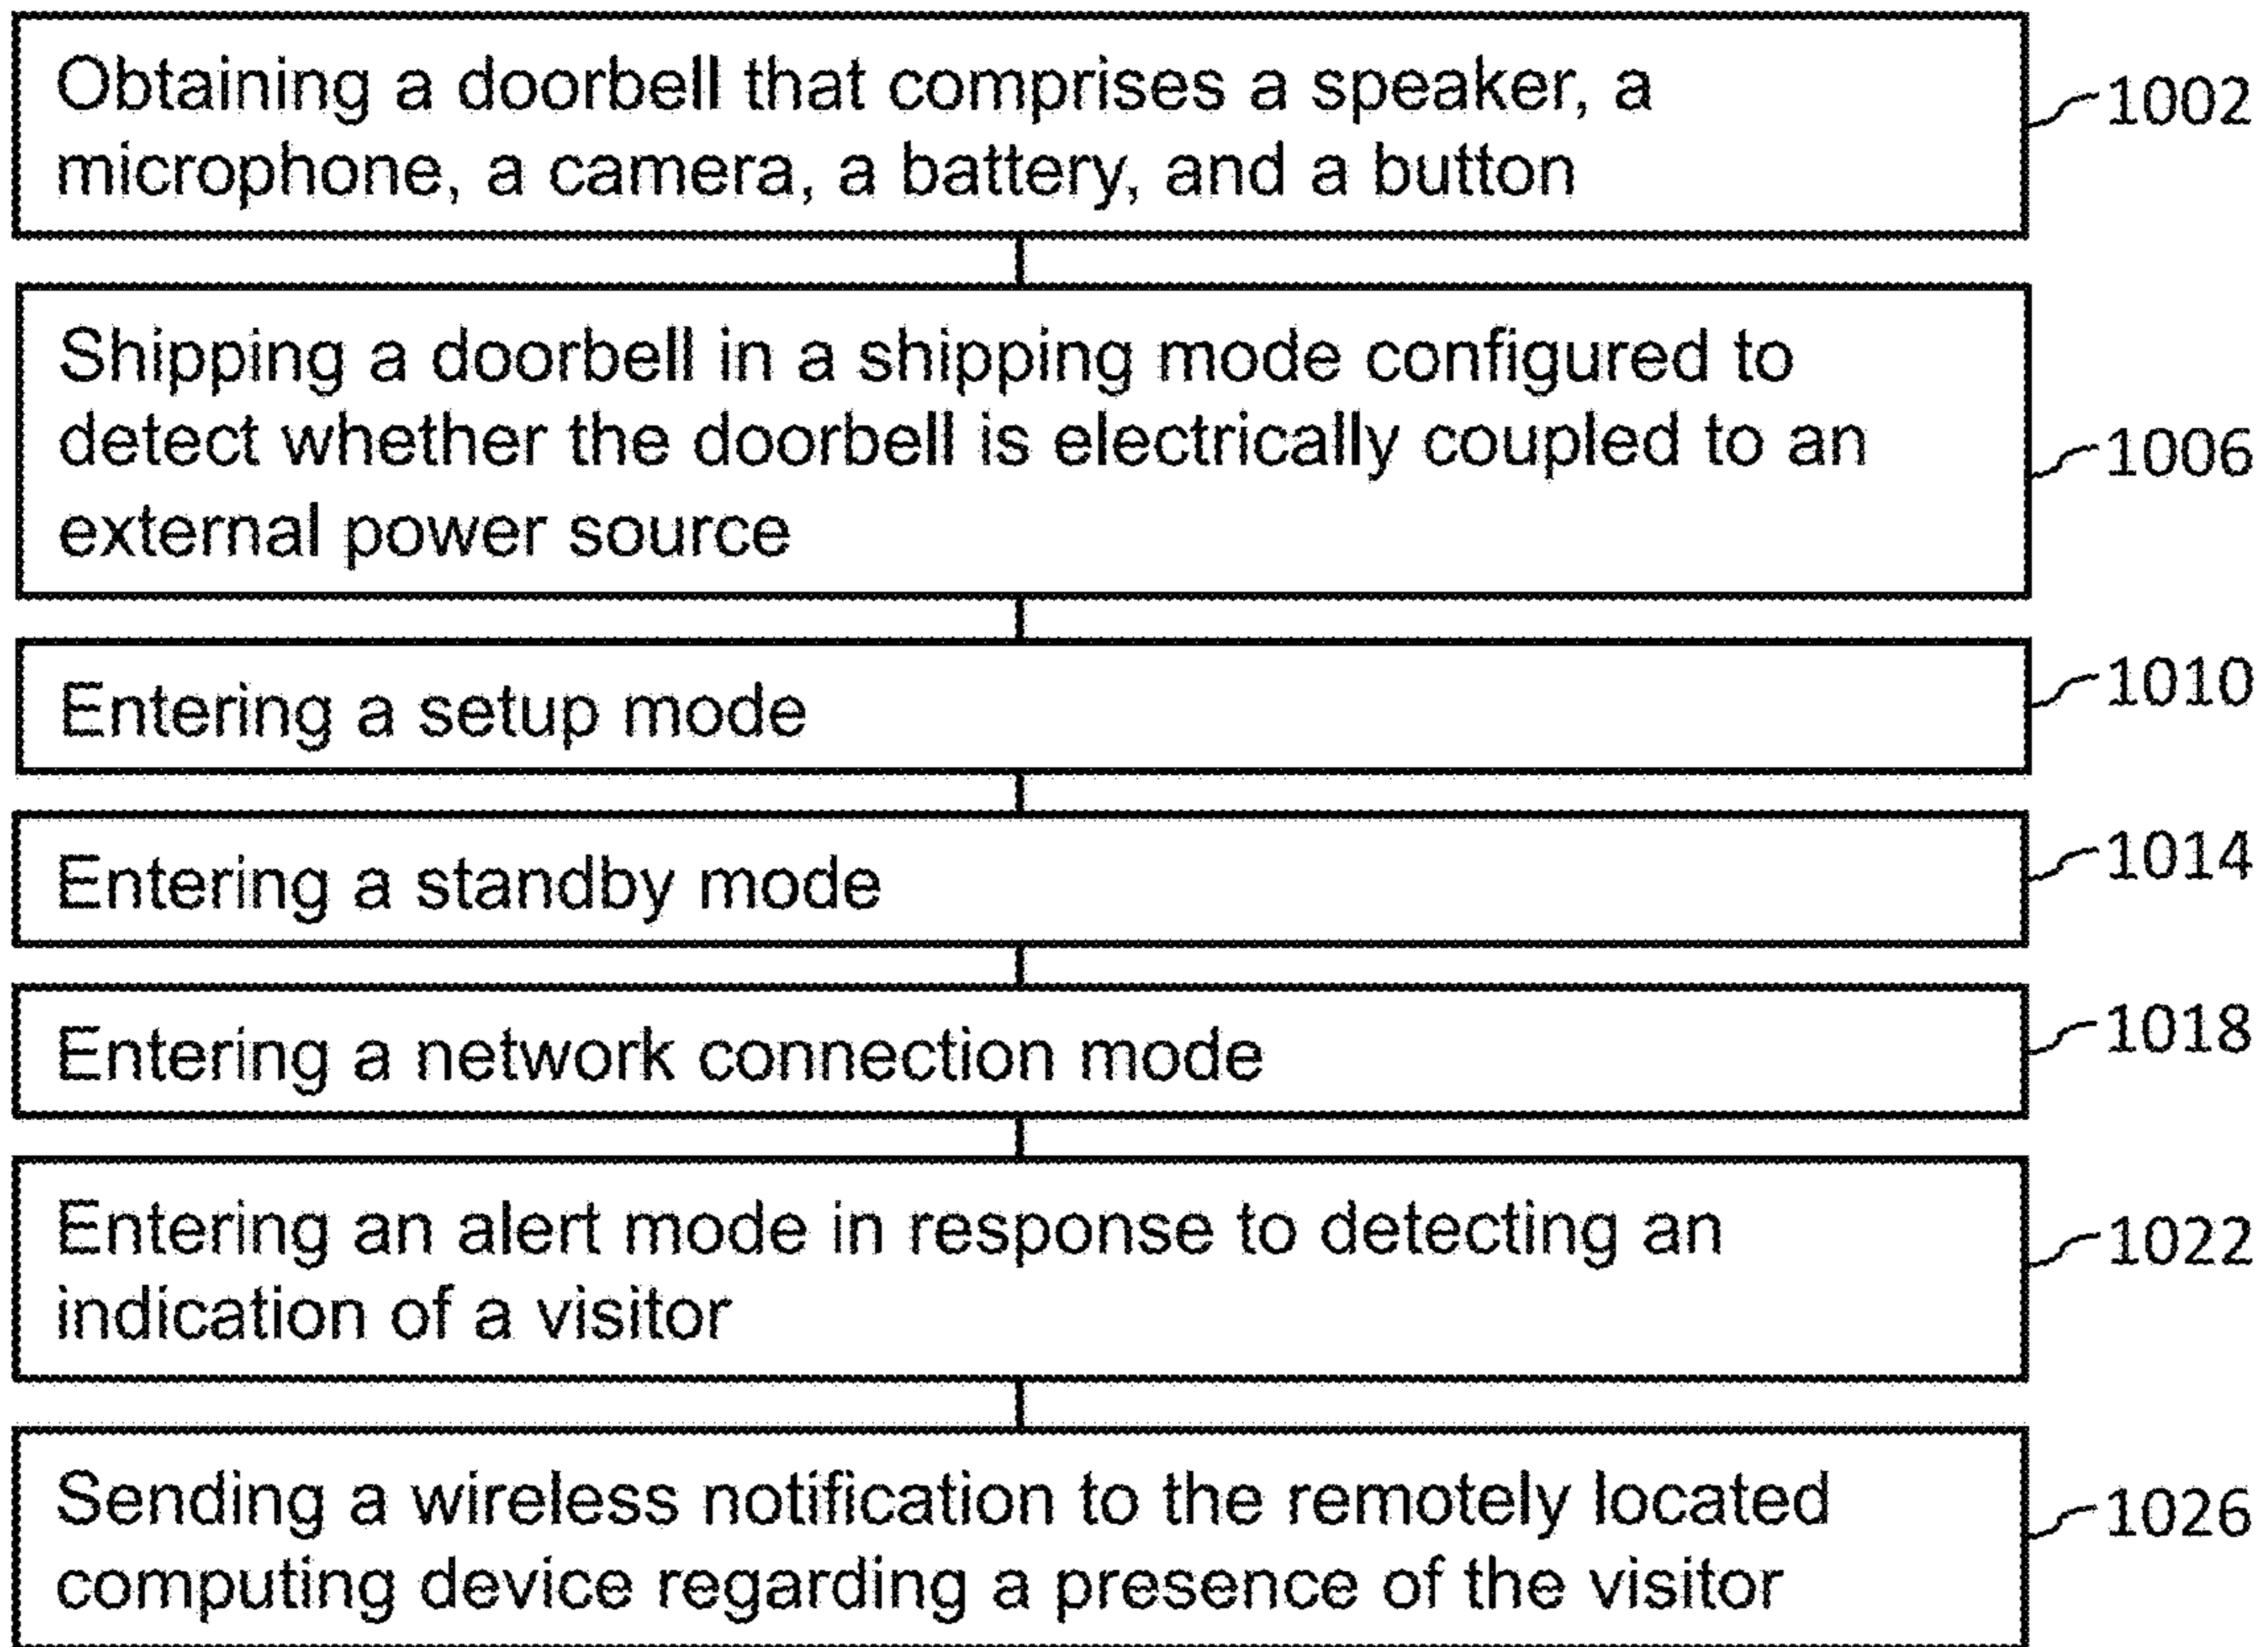 Obtaining a doorbell that comprises a speaker, a
microphone, a camera, a battery, and a button
1002
Shipping a doorbell in a shipping mode configured to
detect whether the doorbell is electrically coupled to an
external power source
1006
Entering a setup mode
1010
Entering a standby mode
1014
Entering a network connection mode
1018
Entering an alert mode in response to detecting an
indication of a visitor
1022
Sending a wireless notification to the remotely located
computing device regarding a presence of the visitor
1026